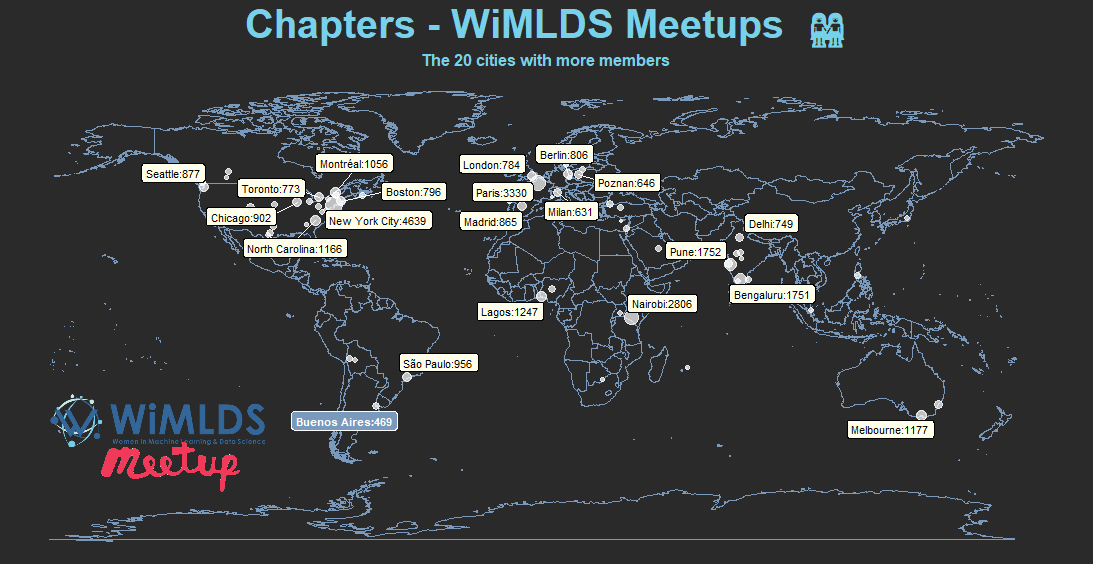 Chapters - WiMLDS Meetups
The 20 cities with more members
Montréal:1056
Berlin:806
London:784
Seattle:877
Toronto:773
Boston:796
Paris:3330
Poznan:646
Chicago:902
New York City:4639
Madrid:865
Milan:631
Delhi:749
North Carolina:1166
Pune:1752
Bengaluru:1751
Nairobi:2806
Lagos:1247
São Paulo:956
Buenos Aires:469
Melbourne:1177
WiMLDS
Women in Machine Learning & Data Science
meetup